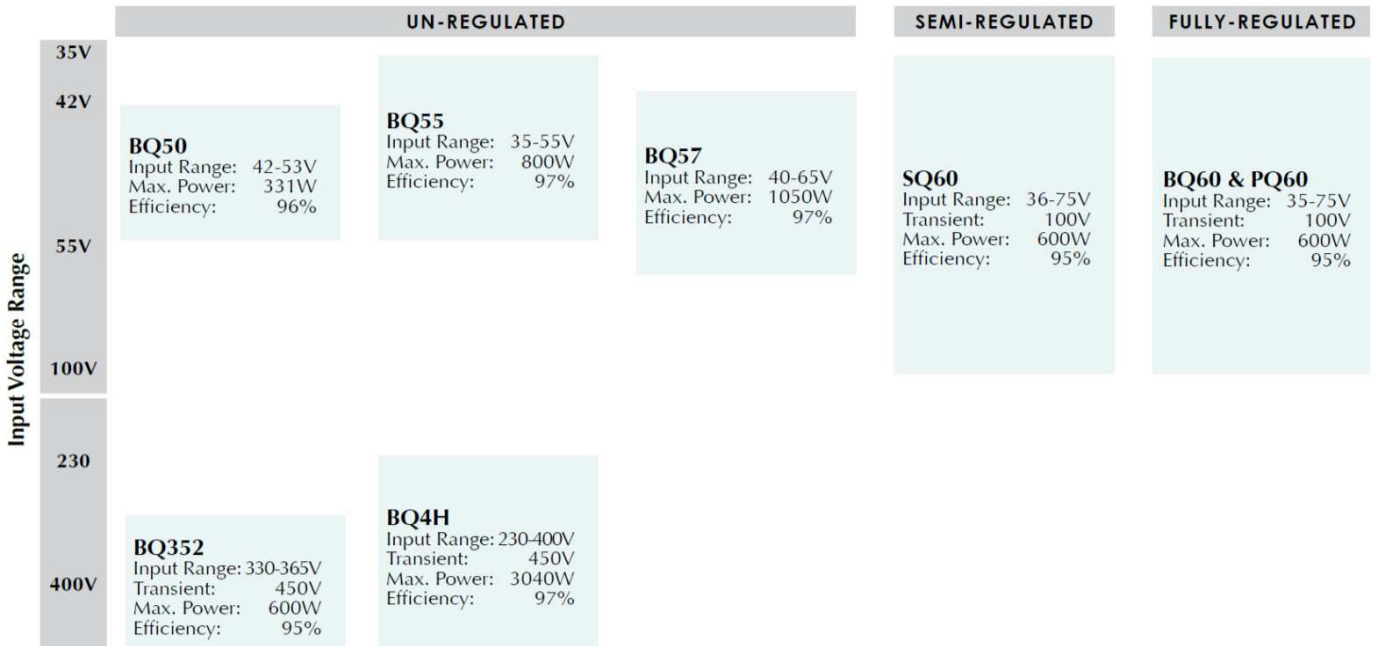 UN-REGULATED
SEMI-REGULATED
FULLY-REGULATED
Input Voltage Range
35V
42V
55V
100V
230
400V
BQ50
Input Range: 42-53V
Max. Power: 331W
Efficiency: 96%
BQ55
Input Range: 35-55V
Max. Power: 800W
Efficiency: 97%
BQ57
Input Range: 40-65V
Max. Power: 1050W
Efficiency: 97%
SQ60
Input Range: 36-75V
Transient: 100V
Max. Power: 600W
Efficiency: 95%
BQ60 & PQ60
Input Range: 35-75V
Transient: 100V
Max. Power: 600W
Efficiency: 95%
BQ352
Input Range: 330-365V
Transient: 450V
Max. Power: 600W
Efficiency: 95%
BQ4H
Input Range: 230-400V
Transient: 450V
Max. Power: 3040W
Efficiency: 97%